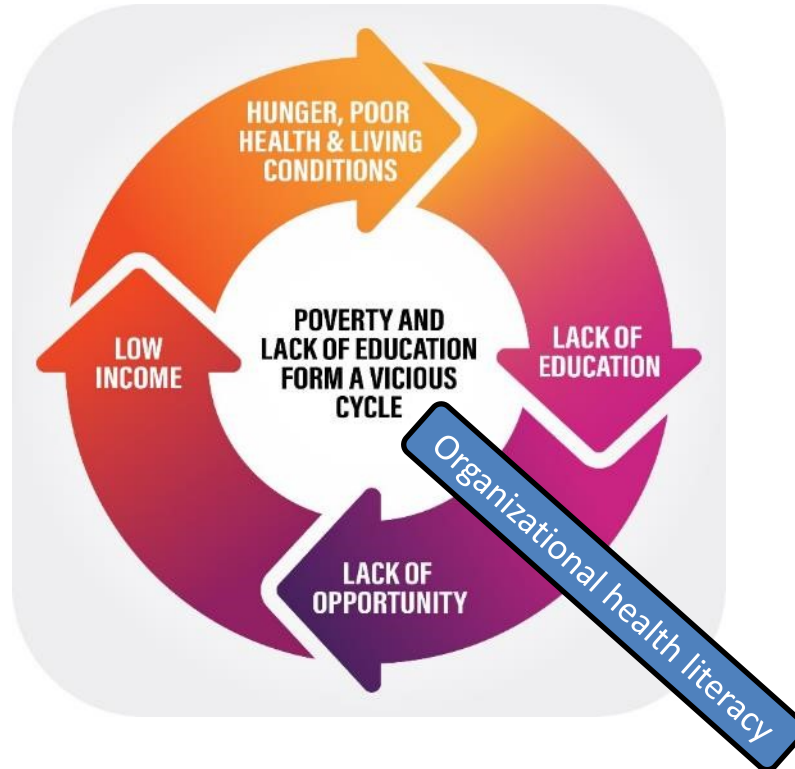 HUNGER, POOR
HEALTH & LIVING
CONDITIONS
LACK OF
EDUCATION
LACK OF
OPPORTUNITY
LOW
INCOME
POVERTY AND
LACK OF EDUCATION
FORM A VICIOUS
CYCLE
Organizational health literacy